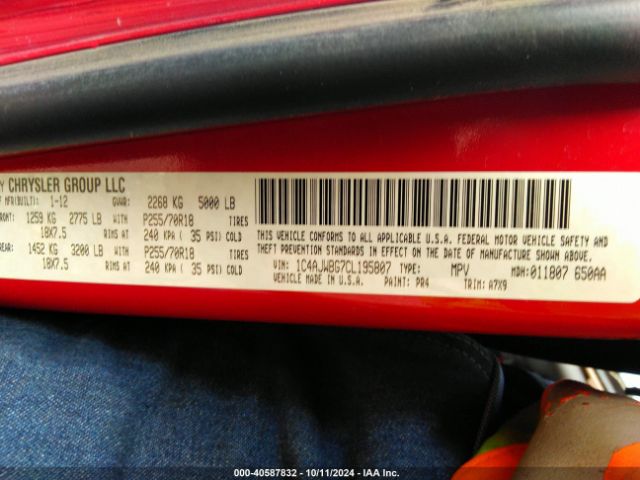 Y CHRYSLER GROUP LLC
F MFR(BUILT): 1-12 GVWR: 2268 KG 5000 LB
RONT: 1259 KG 2775 LB WITH P255/70R18 TIRES
18X7.5 RIMS AT 240 KPA ( 35 PSI) COLD
REAR: 1452 KG 3200 LB WITH P255/70R18 TIRES
18X7.5 RIMS AT 240 KPA ( 35 PSI) COLD
THIS VEHICLE CONFORMS TO ALL APPLICABLE U.S.A. FEDERAL MOTOR VEHICLE SAFETY AND
THEFT PREVENTION STANDARDS IN EFFECT ON THE DATE OF MANUFACTURE SHOWN ABOVE.
VIN: 1C4AJWBG7CL195807 TYPE: MPV MDH: 011807 650AA
MADE IN U.S.A. PAINT: PR4 TRIM: A7X9
000-40587832 - 10/11/2024 - IAA Inc.